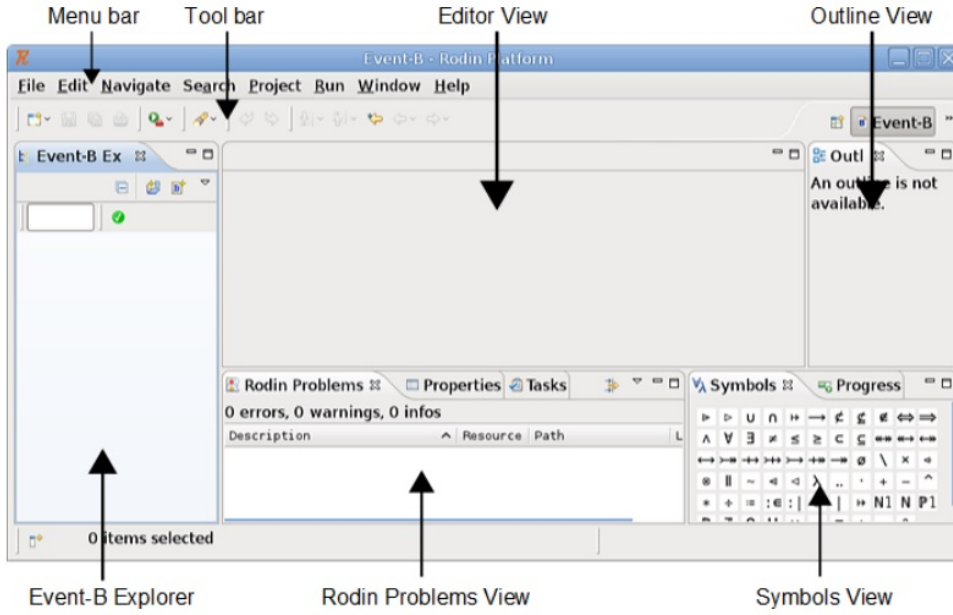 Menu bar Tool bar Editor View Outline View
Event-B - Rodin Platform
File Edit Navigate Search Project Run Window Help
Event-B
Event-B Ex
Outl
An outline is not
available.
Rodin Problems Properties Tasks
Symbols Progress
0 errors, 0 warnings, 0 infos
Description Resource Path L
N1 N P1
0 items selected
Event-B Explorer Rodin Problems View Symbols View